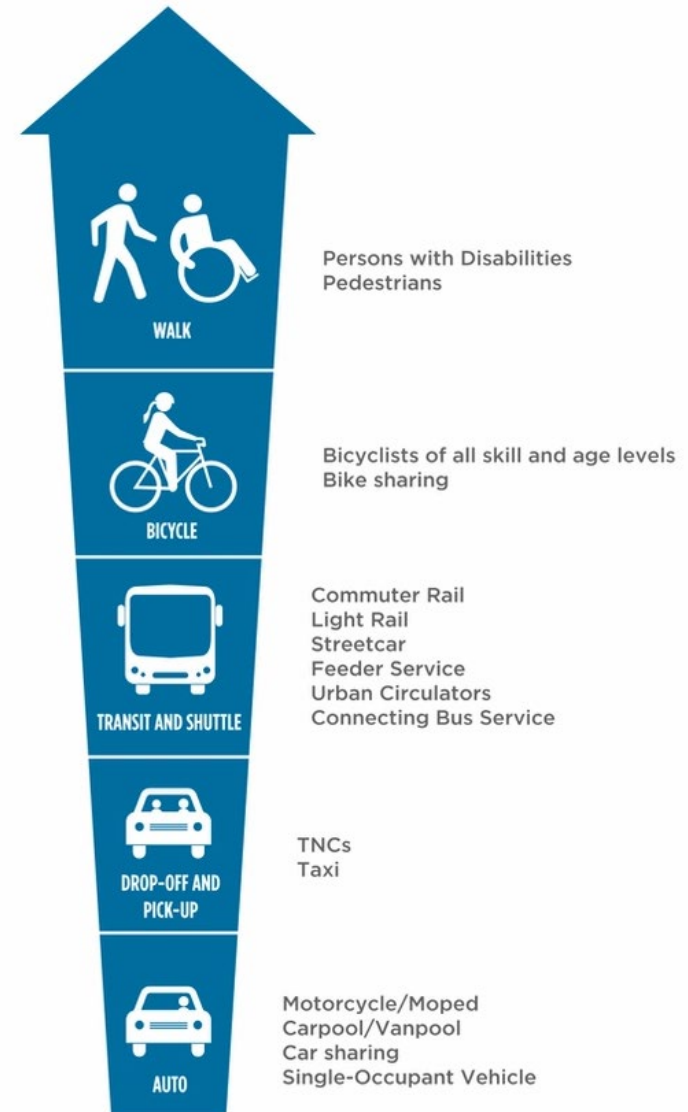 WALK
Persons with Disabilities
Pedestrians
BICYCLE
Bicyclists of all skill and age levels
Bike sharing
TRANSIT AND SHUTTLE
Commuter Rail
Light Rail
Streetcar
Feeder Service
Urban Circulators
Connecting Bus Service
DROP-OFF AND
PICK-UP
TNCs
Taxi
AUTO
Motorcycle/Moped
Carpool/Vanpool
Car sharing
Single-Occupant Vehicle